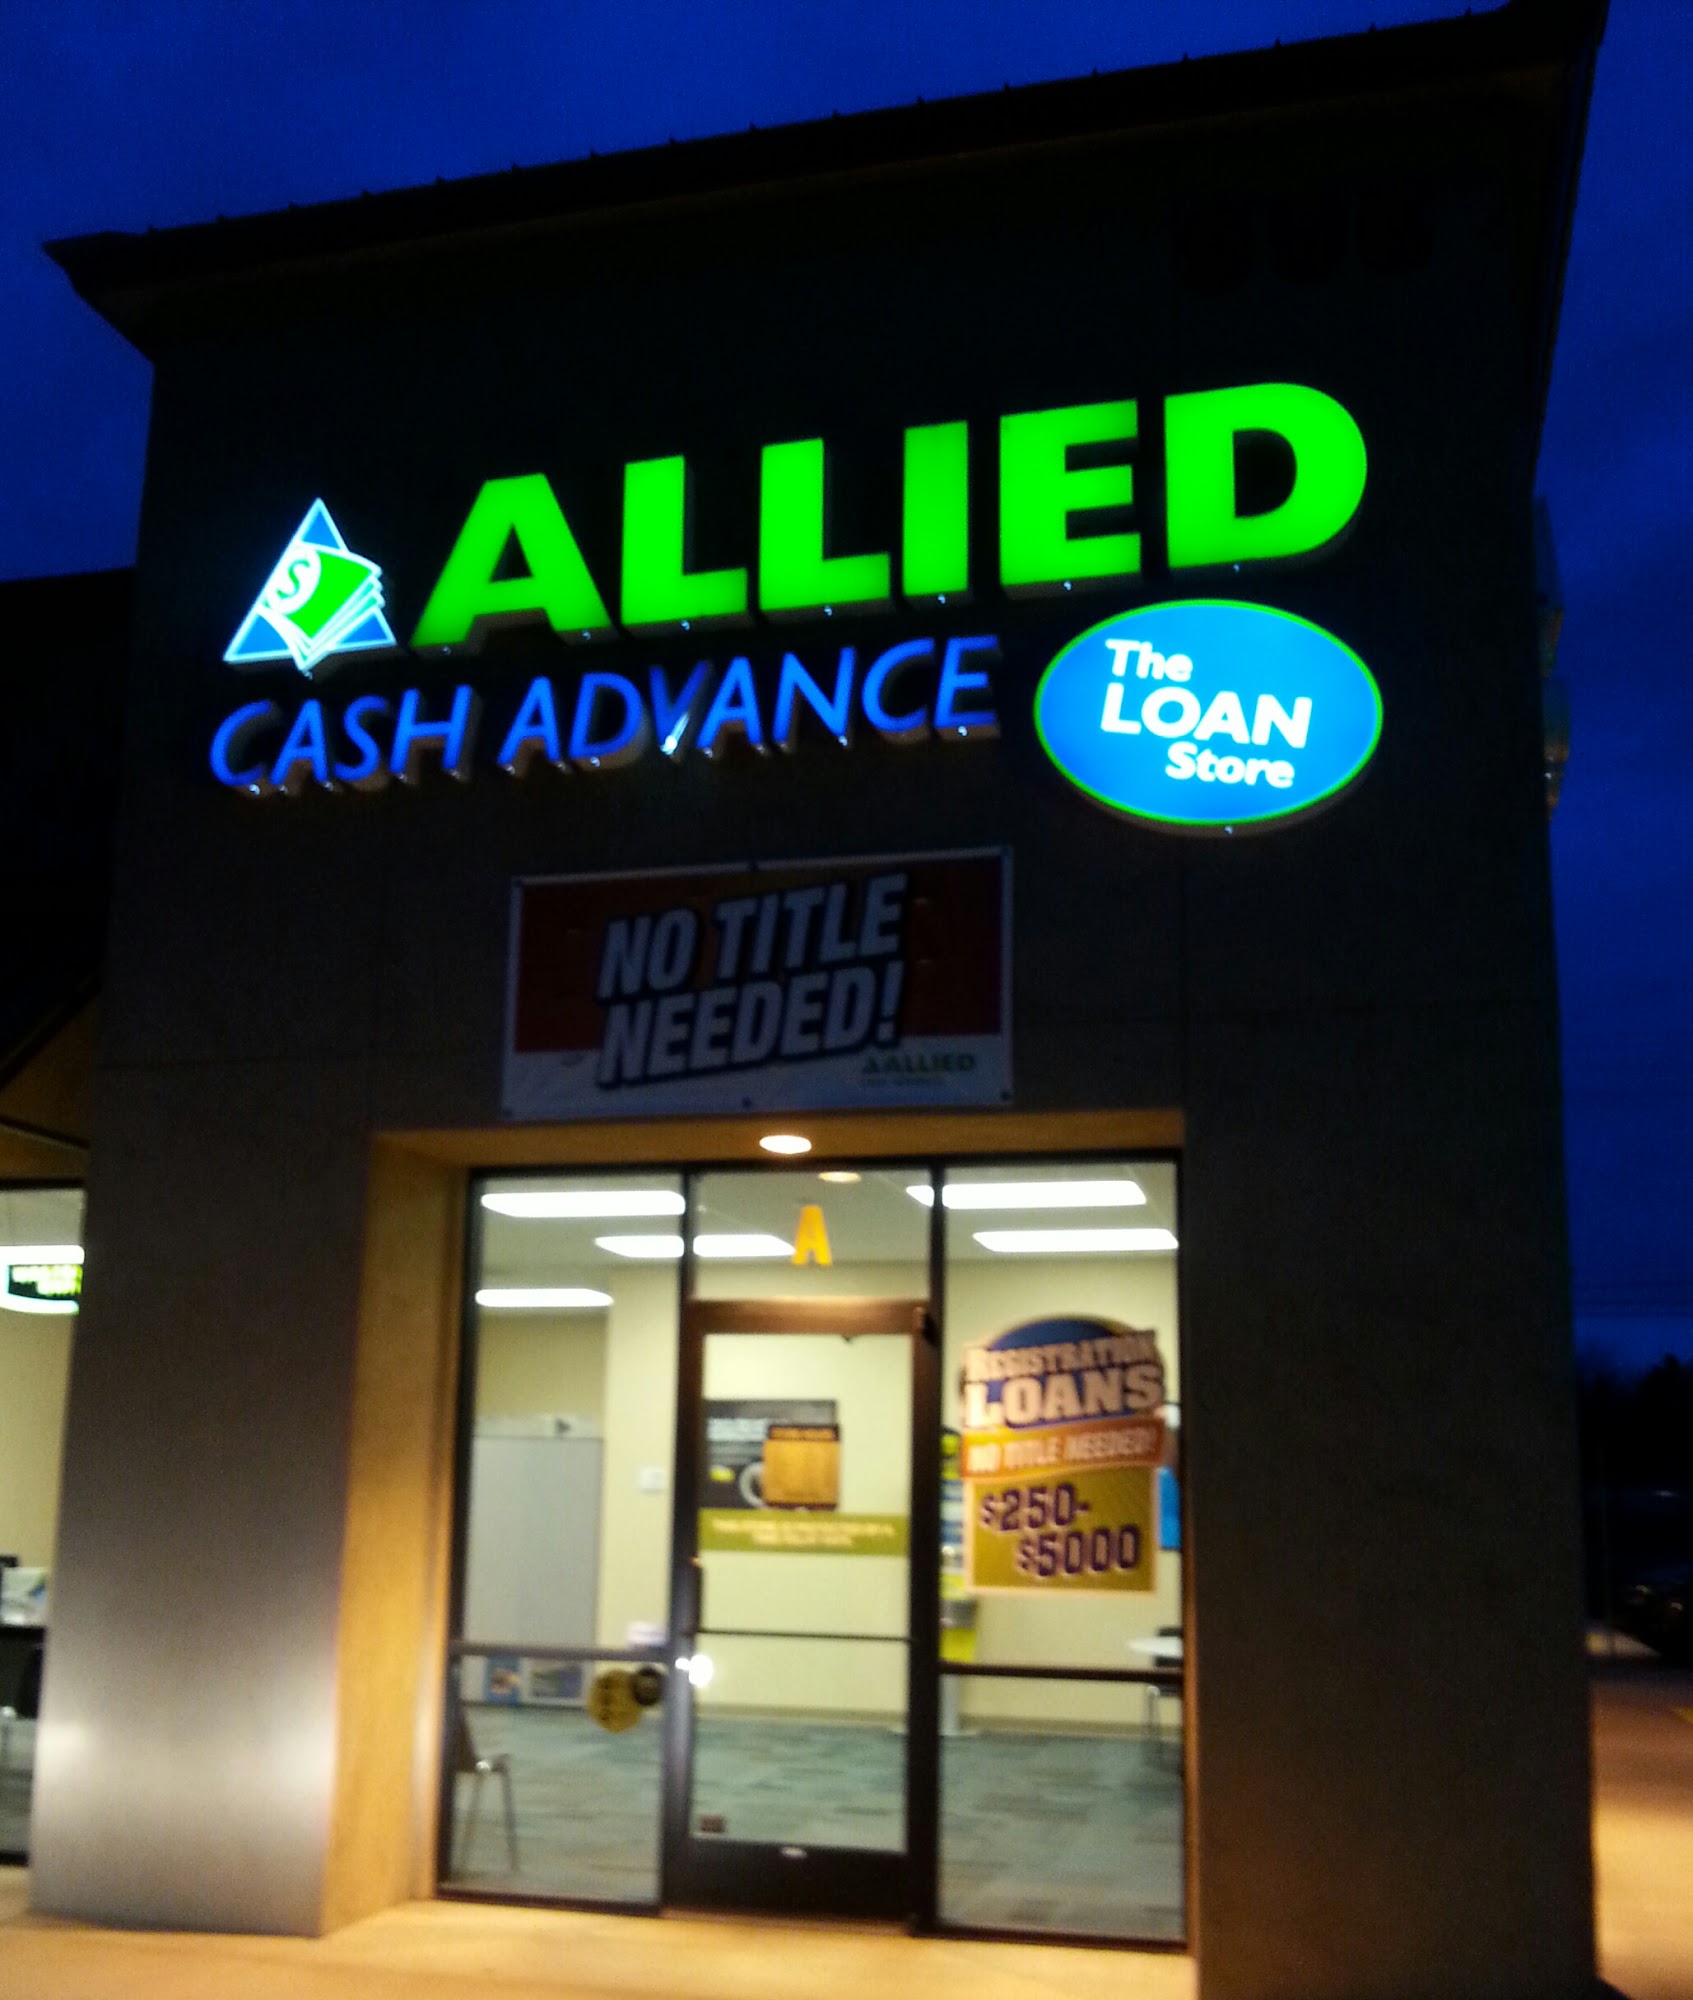 ALLIED
CASH ADVANCE
The
LOAN
Store
NO TITLE
NEEDED!
ALLIED
A
REGISTRATION
LOANS
NO TITLE NEEDED!
$250-
$5000